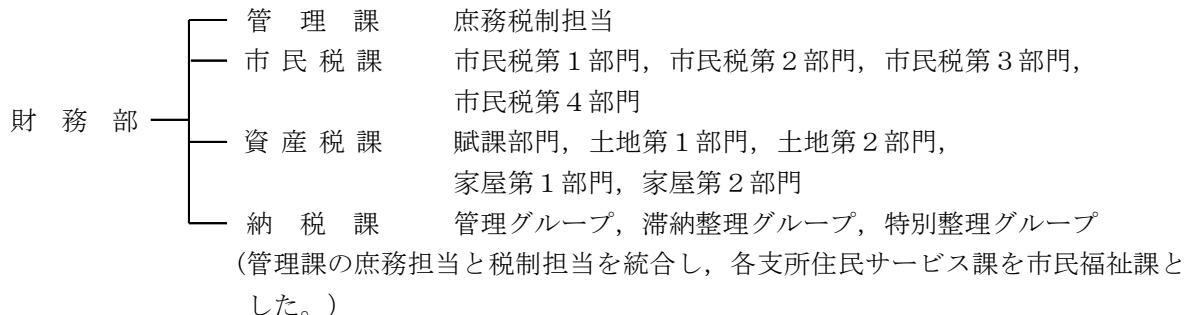 管　理　課　　庶務税制担当
市 民 税 課　　市民税第１部門，市民税第２部門，市民税第３部門，
市民税第４部門
財　務　部
資 産 税 課　　賦課部門，土地第１部門，土地第２部門，
家屋第１部門，家屋第２部門
納　税　課　　管理グループ，滞納整理グループ，特別整理グループ
（管理課の庶務担当と税制担当を統合し，各支所住民サービス課を市民福祉課と
した。）